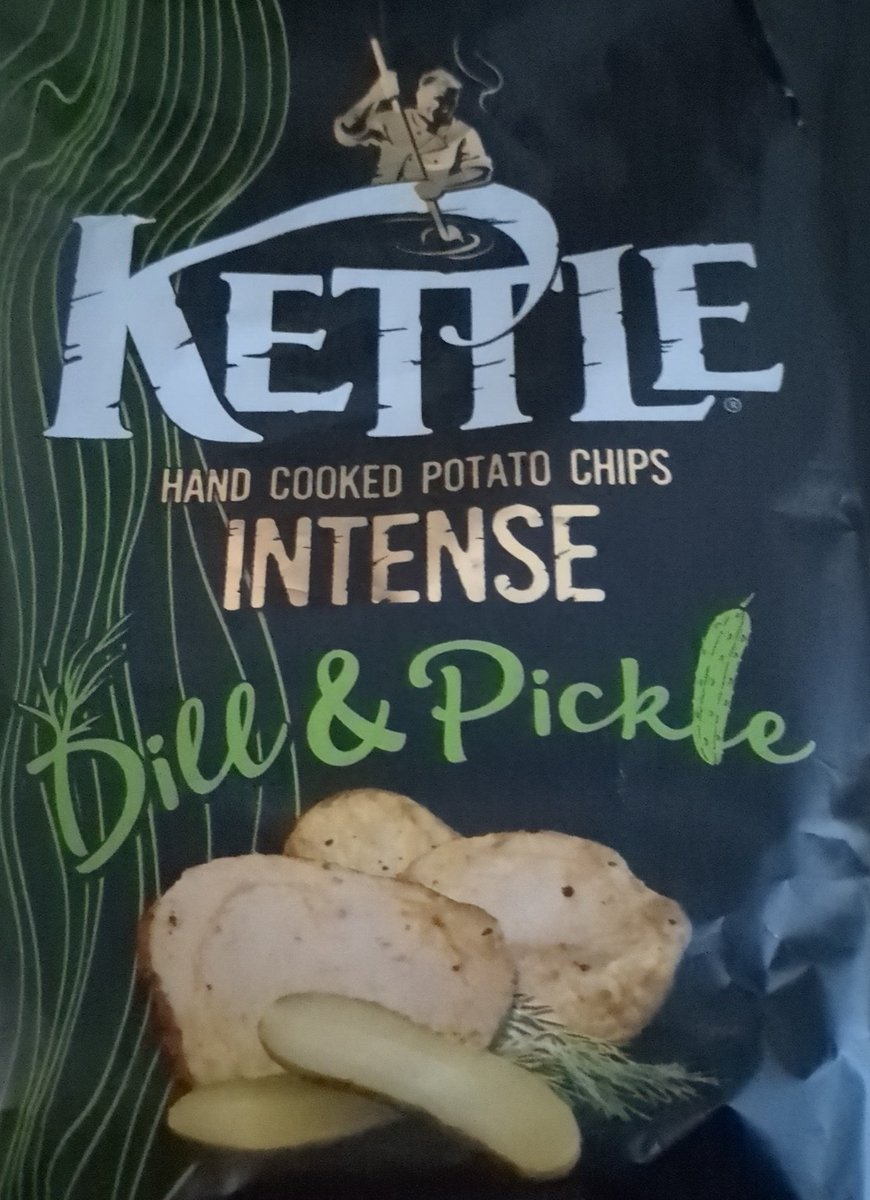 KETTLE®
HAND COOKED POTATO CHIPS
INTENSE
Dill & Pickle